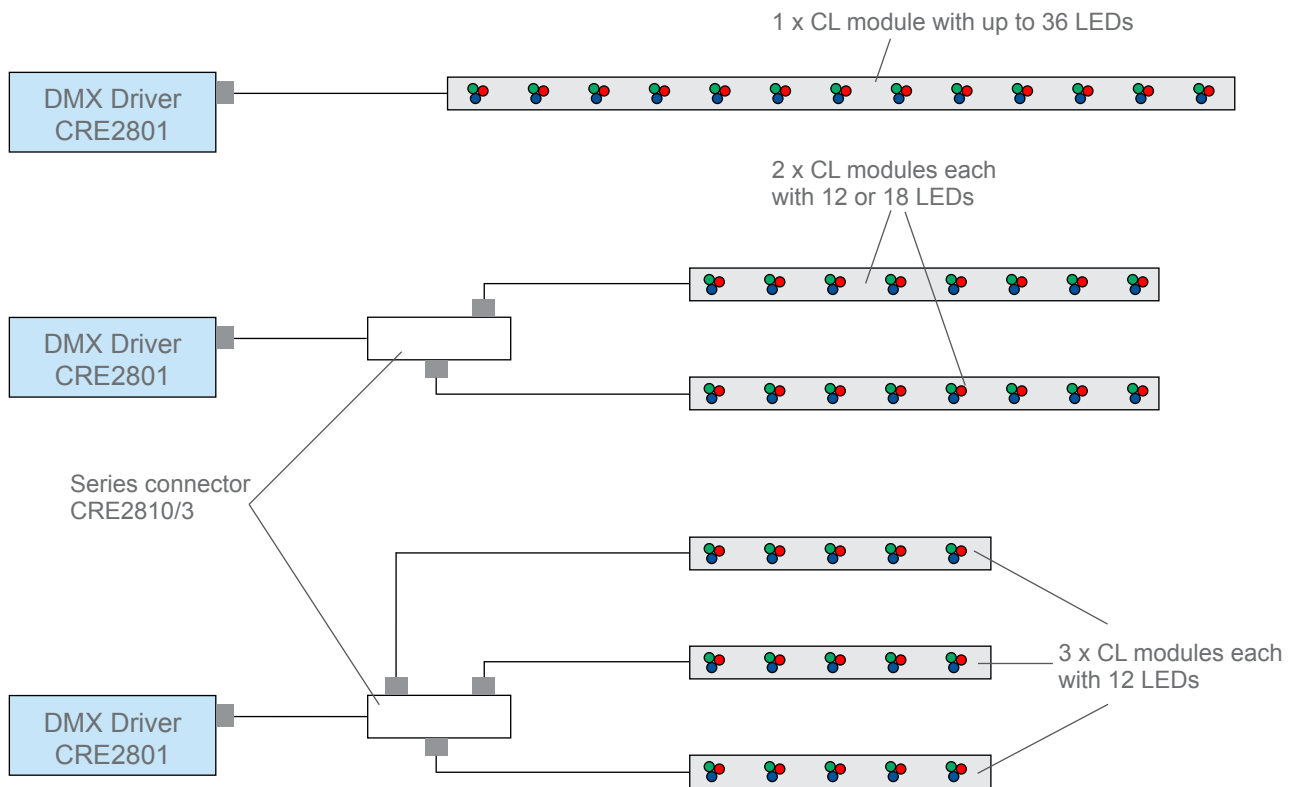 1 x CL module with up to 36 LEDs
DMX Driver
CRE2801
2 x CL modules each
with 12 or 18 LEDs
DMX Driver
CRE2801
Series connector
CRE2810/3
3 x CL modules each
with 12 LEDs
DMX Driver
CRE2801